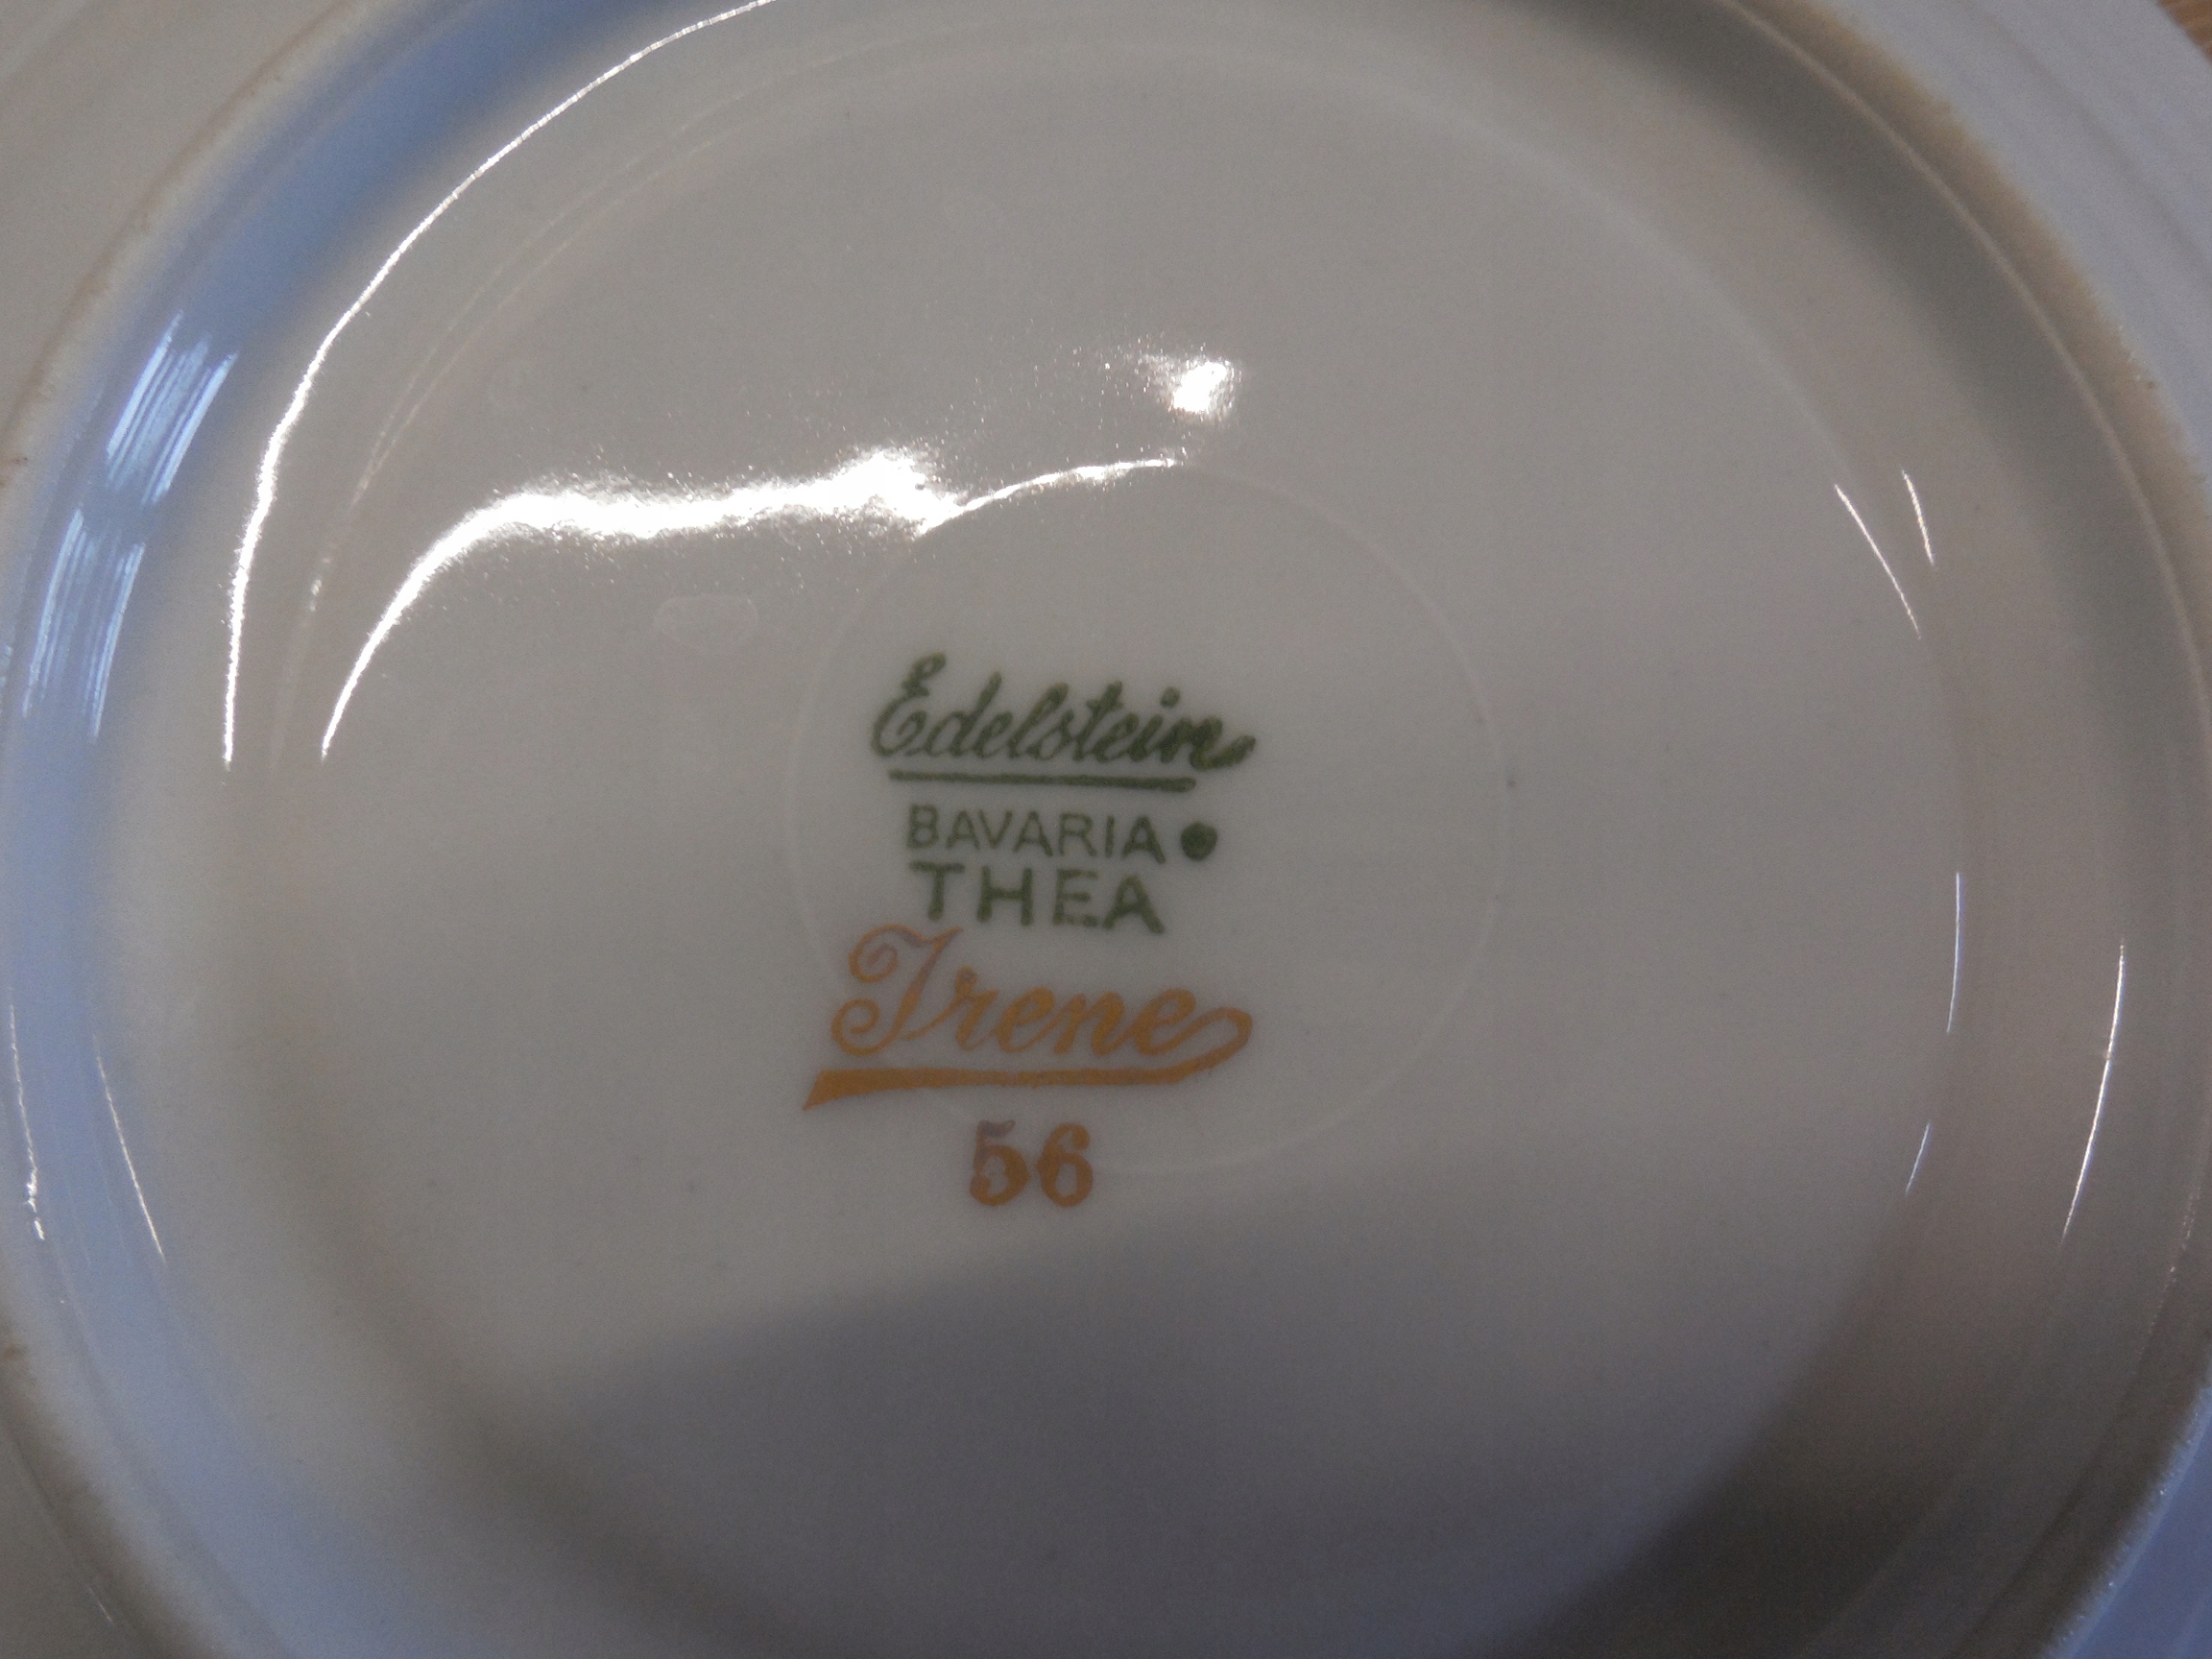 Edelstein
BAVARIA
THEA
Irene
56